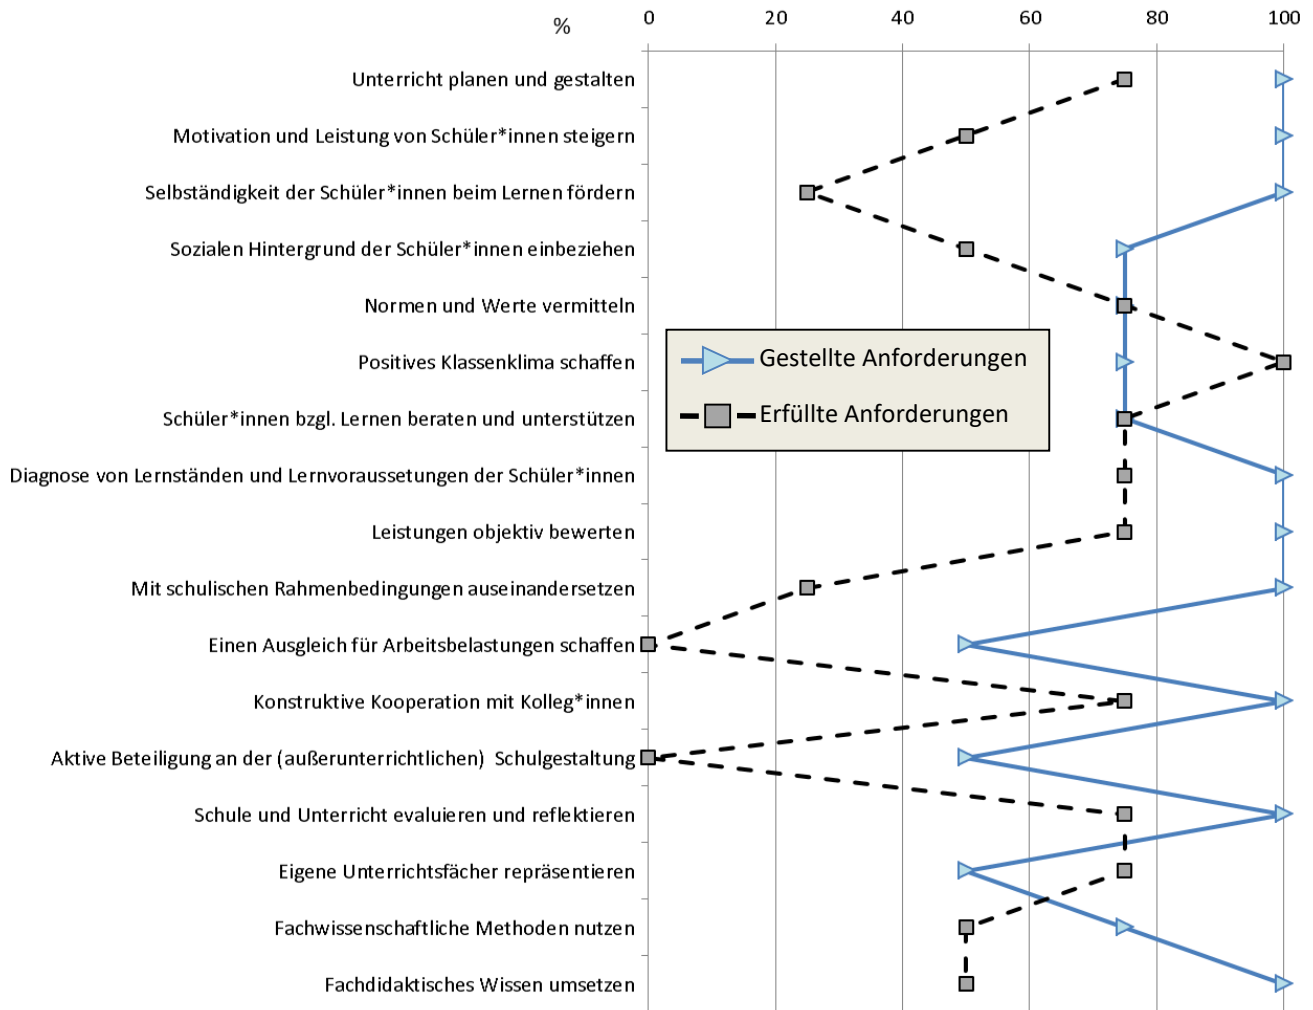 % 0 20 40 60 80 100
Unterricht planen und gestalten
Motivation und Leistung von Schüler*innen steigern
Selbständigkeit der Schüler*innen beim Lernen fördern
Sozialen Hintergrund der Schüler*innen einbeziehen
Normen und Werte vermitteln
Positives Klassenklima schaffen
Gestellte Anforderungen
Erfüllte Anforderungen
Schüler*innen bzgl. Lernen beraten und unterstützen
Diagnose von Lernständen und Lernvoraussetungen der Schüler*innen
Leistungen objektiv bewerten
Mit schulischen Rahmenbedingungen auseinandersetzen
Einen Ausgleich für Arbeitsbelastungen schaffen
Konstruktive Kooperation mit Kolleg*innen
Aktive Beteiligung an der (außerunterrichtlichen) Schulgestaltung
Schule und Unterricht evaluieren und reflektieren
Eigene Unterrichtsfächer repräsentieren
Fachwissenschaftliche Methoden nutzen
Fachdidaktisches Wissen umsetzen